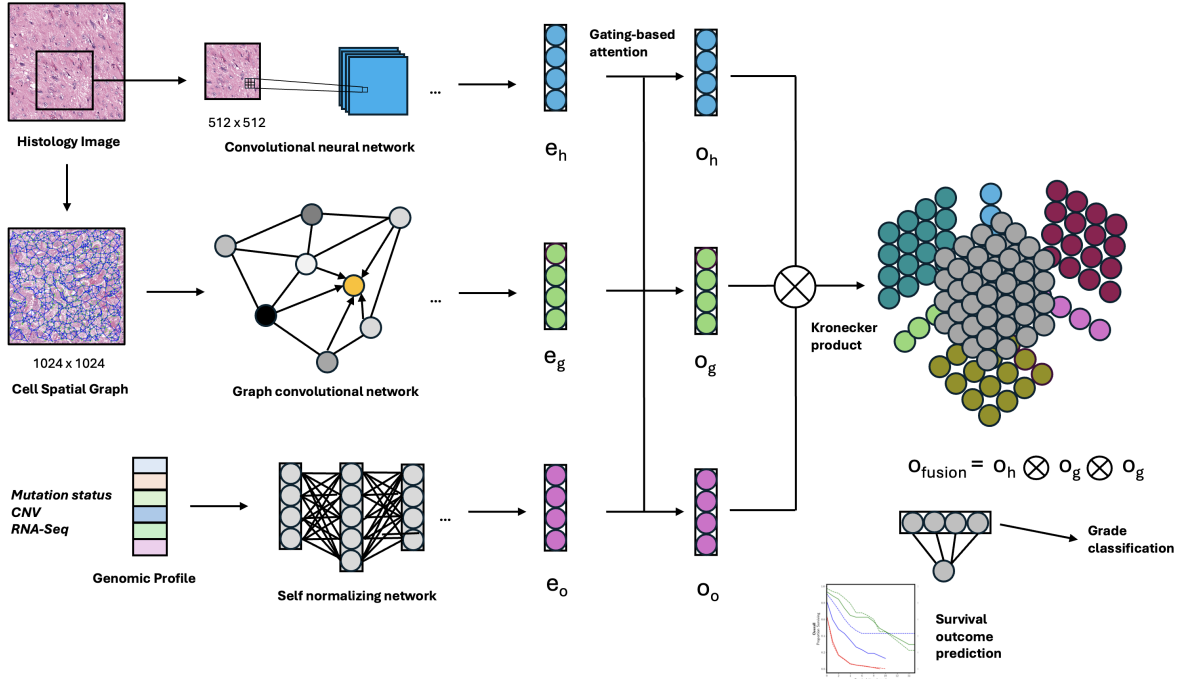 Gating-based
attention
...
512 x 512
Histology Image
Convolutional neural network
e_h
o_h
...
Kronecker
product
1024 x 1024
Cell Spatial Graph
Graph convolutional network
e_g
o_g
o_fusion = o_h ⊗ o_g ⊗ o_g
Mutation status
CNV
RNA-Seq
...
Genomic Profile
Self normalizing network
e_o
o_o
Grade
classification
Survival
outcome
prediction